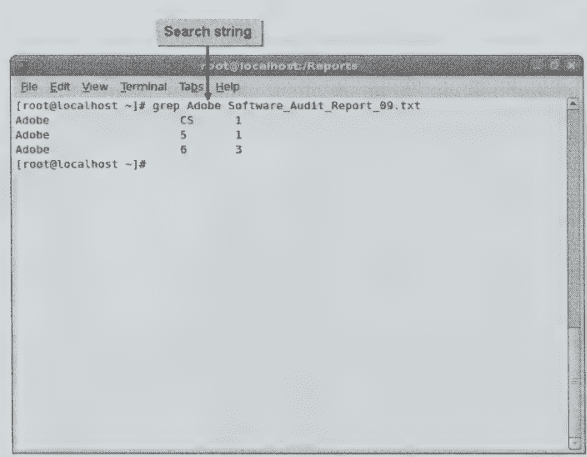 Search string
root@localhost:/Reports
File Edit View Terminal Tabs Help
[root@localhost ~]# grep Adobe Software_Audit_Report_09.txt
Adobe CS 1
Adobe 5 1
Adobe 6 3
[root@localhost ~]#